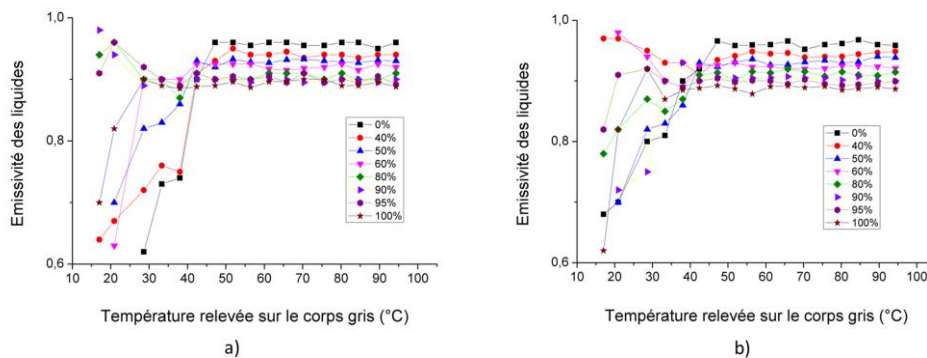 1,0
0,8
0,6
Emissivité des liquides
0%
40%
50%
60%
80%
90%
95%
100%
10 20 30 40 50 60 70 80 90 100
Température relevée sur le corps gris (°C)
a)
1,0
0,8
0,6
Emissivité des liquides
0%
40%
50%
60%
80%
90%
95%
100%
10 20 30 40 50 60 70 80 90 100
Température relevée sur le corps gris (°C)
b)